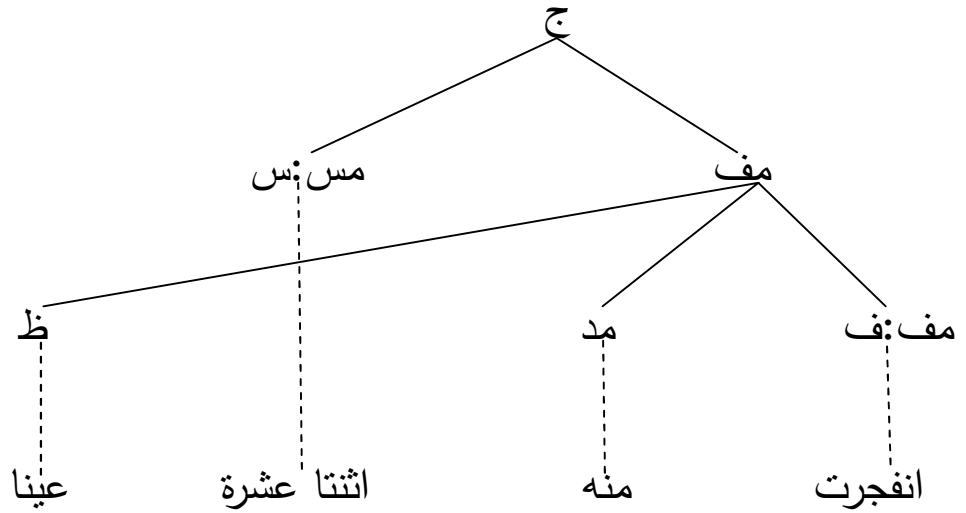 ج
مف مس:س
مف:ف مد ظ
انفجرت منه اثنتا عشرة عينا